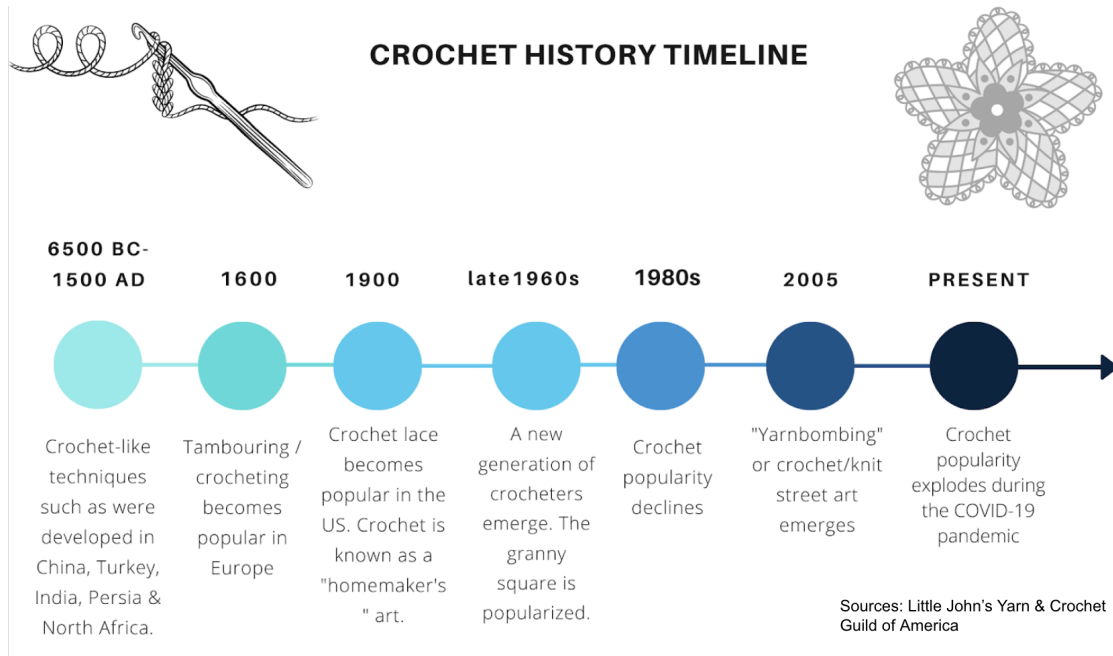 CROCHET HISTORY TIMELINE
6500 BC-
1500 AD
Crochet-like
techniques
such as were
developed in
China, Turkey,
India, Persia &
North Africa.
1600
Tambouring /
crocheting
becomes
popular in
Europe
1900
Crochet lace
becomes
popular in the
US. Crochet is
known as a
"homemaker's
" art.
late1960s
A new
generation of
crocheters
emerge. The
granny
square is
popularized.
1980s
Crochet
popularity
declines
2005
"Yarnbombing"
or crochet/knit
street art
emerges
PRESENT
Crochet
popularity
explodes during
the COVID-19
pandemic
Sources: Little John’s Yarn & Crochet
Guild of America